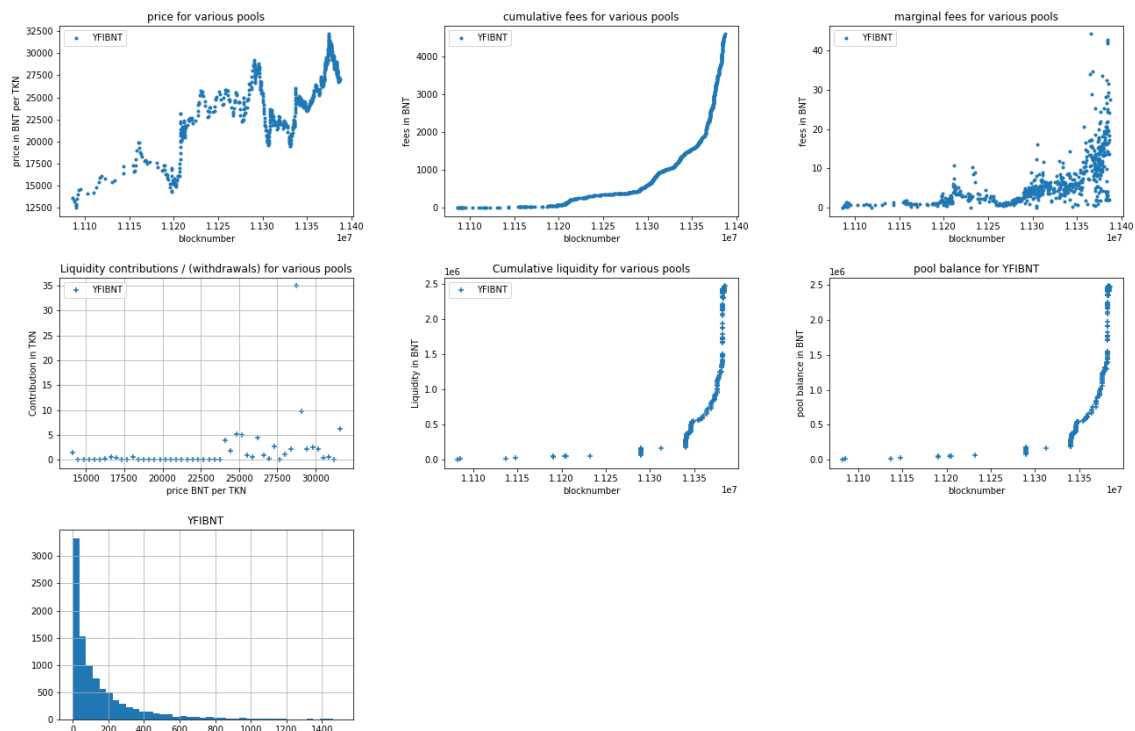 price for various pools
YFIBNT
price in BNT per TKN
32500
30000
27500
25000
22500
20000
17500
15000
12500
1.110 1.115 1.120 1.125 1.130 1.135 1.140
blocknumber
1e7
cumulative fees for various pools
YFIBNT
fees in BNT
4000
3000
2000
1000
0
1.110 1.115 1.120 1.125 1.130 1.135 1.140
blocknumber
1e7
marginal fees for various pools
YFIBNT
fees in BNT
40
30
20
10
0
1.110 1.115 1.120 1.125 1.130 1.135 1.140
blocknumber
1e7
Liquidity contributions / (withdrawals) for various pools
YFIBNT
Contribution in TKN
35
30
25
20
15
10
5
0
15000 17500 20000 22500 25000 27500 30000
price BNT per TKN
Cumulative liquidity for various pools
1e6
YFIBNT
Liquidity in BNT
2.5
2.0
1.5
1.0
0.5
0.0
1.110 1.115 1.120 1.125 1.130 1.135
blocknumber
1e7
pool balance for YFIBNT
1e6
pool balance in BNT
2.5
2.0
1.5
1.0
0.5
0.0
1.110 1.115 1.120 1.125 1.130 1.135
blocknumber
1e7
YFIBNT
3000
2500
2000
1500
1000
500
0
0 200 400 600 800 1000 1200 1400